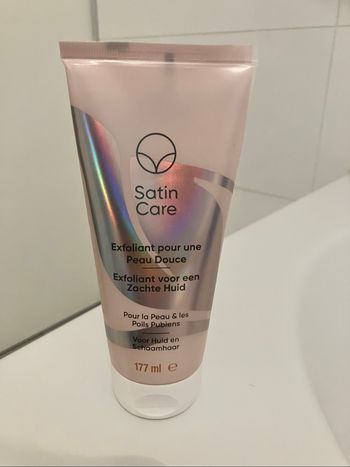 Satin
Care
Exfoliant pour une
Peau Douce
Exfoliant voor een
Zachte Huid
Pour la Peau & les
Poils Pubiens
Voor Huid en
Schaamhaar
177 ml ℮